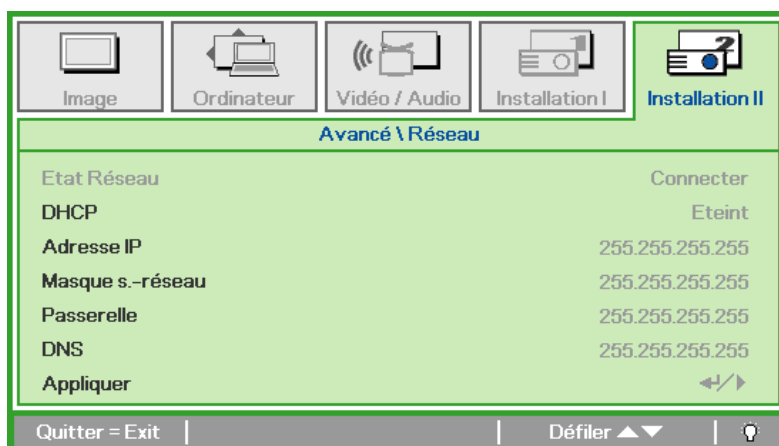 Image Ordinateur Vidéo / Audio Installation I Installation II
Avancé \ Réseau
Etat Réseau Connecter
DHCP Eteint
Adresse IP 255.255.255.255
Masque s.-réseau 255.255.255.255
Passerelle 255.255.255.255
DNS 255.255.255.255
Appliquer
Quitter = Exit Défiler